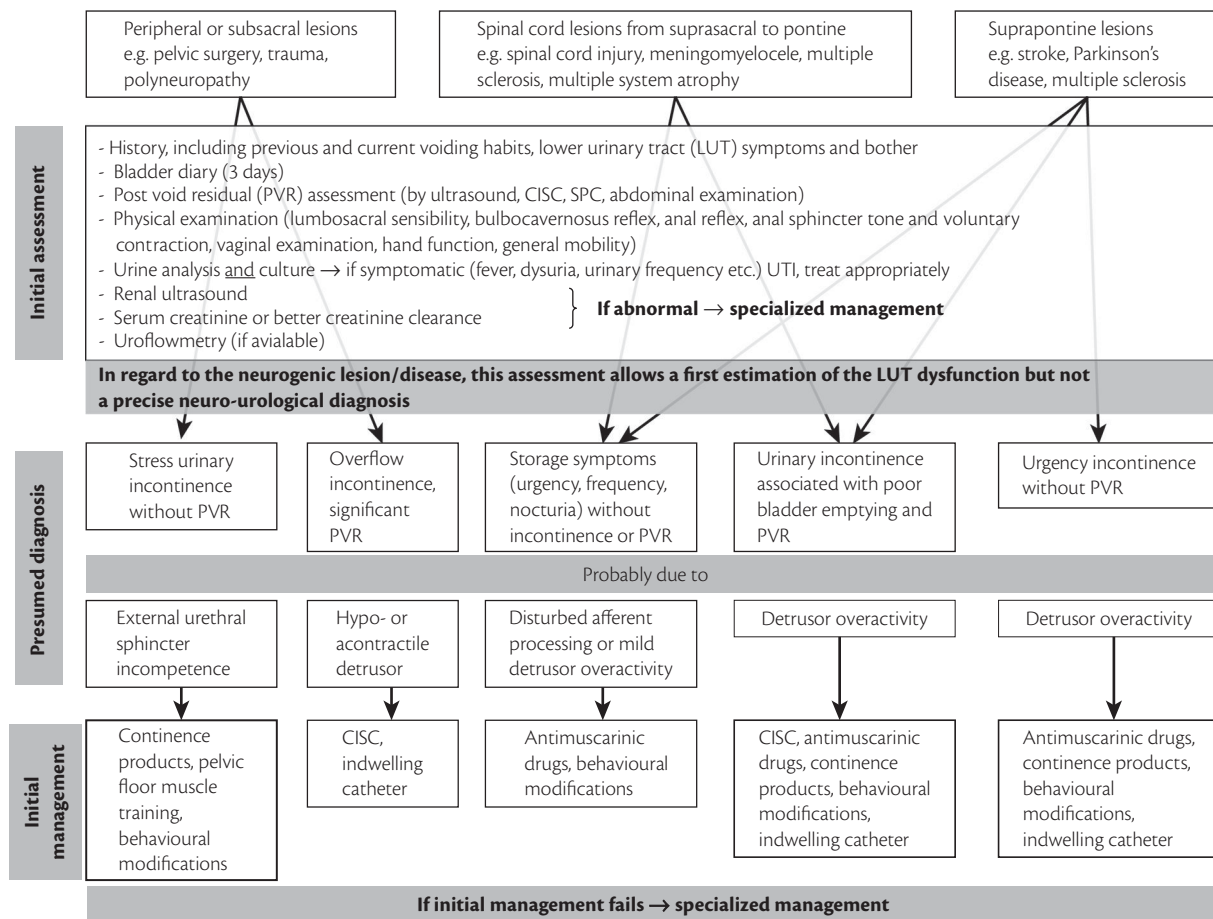 Peripheral or subsacral lesions
e.g. pelvic surgery, trauma,
polyneuropathy
Spinal cord lesions from suprasacral to pontine
e.g. spinal cord injury, meningomyelocele, multiple
sclerosis, multiple system atrophy
Suprapontine lesions
e.g. stroke, Parkinson's
disease, multiple sclerosis
Initial assessment
- History, including previous and current voiding habits, lower urinary tract (LUT) symptoms and bother
- Bladder diary (3 days)
- Post void residual (PVR) assessment (by ultrasound, CISC, SPC, abdominal examination)
- Physical examination (lumbosacral sensibility, bulbocavernosus reflex, anal reflex, anal sphincter tone and voluntary
contraction, vaginal examination, hand function, general mobility)
- Urine analysis and culture → if symptomatic (fever, dysuria, urinary frequency etc.) UTI, treat appropriately
- Renal ultrasound
- Serum creatinine or better creatinine clearance
} If abnormal → specialized management
- Uroflowmetry (if avialable)
In regard to the neurogenic lesion/disease, this assessment allows a first estimation of the LUT dysfunction but not
a precise neuro-urological diagnosis
Presumed diagnosis
Stress urinary
incontinence
without PVR
Overflow
incontinence,
significant
PVR
Storage symptoms
(urgency, frequency,
nocturia) without
incontinence or PVR
Urinary incontinence
associated with poor
bladder emptying and
PVR
Urgency incontinence
without PVR
Probably due to
External urethral
sphincter
incompetence
Hypo- or
acontractile
detrusor
Disturbed afferent
processing or mild
detrusor overactivity
Detrusor overactivity
Detrusor overactivity
Initial
management
Continence
products, pelvic
floor muscle
training,
behavioural
modifications
CISC,
indwelling
catheter
Antimuscarinic
drugs, behavioural
modifications
CISC, antimuscarinic
drugs, continence
products, behavioural
modifications,
indwelling catheter
Antimuscarinic drugs,
continence products,
behavioural
modifications,
indwelling catheter
If initial management fails → specialized management